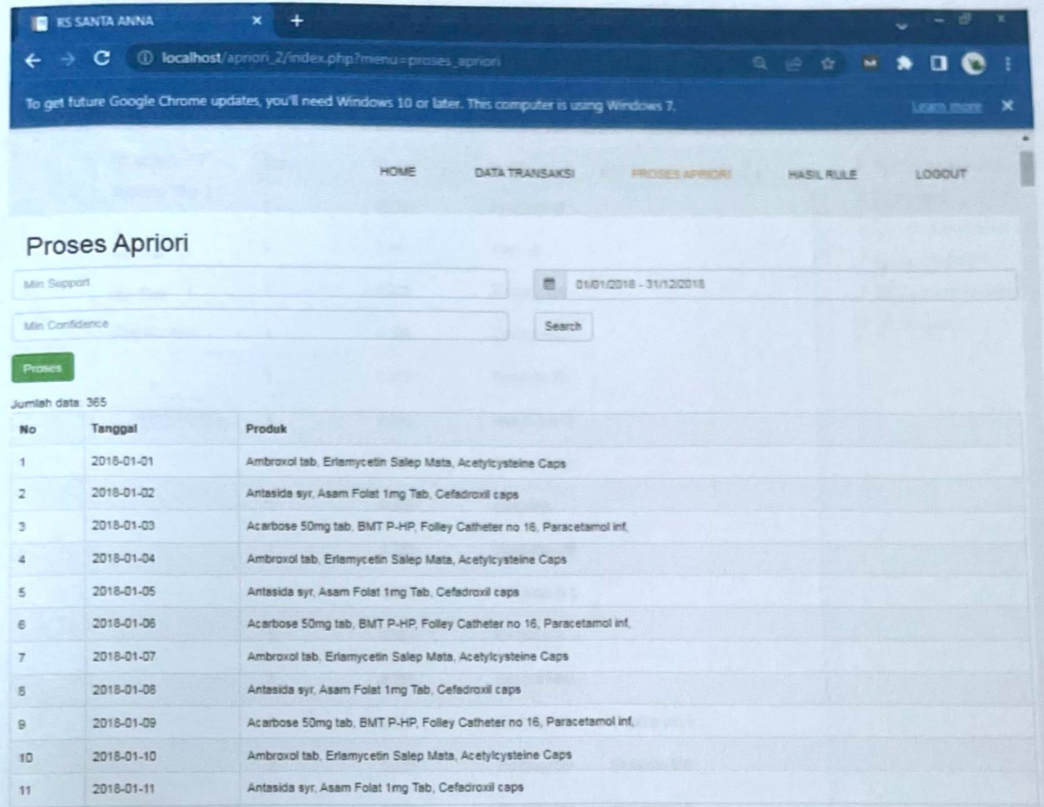 RS SANTA ANNA
localhost/apriori_2/index.php?menu=proses_apriori
To get future Google Chrome updates, you'll need Windows 10 or later. This computer is using Windows 7. Learn more
HOME DATA TRANSAKSI PROSES APRIORI HASIL RULE LOGOUT
Proses Apriori
Min Support 01/01/2018 - 31/12/2018
Min Confidence Search
Proses
Jumlah data: 365
No Tanggal Produk
1 2018-01-01 Ambroxol tab, Erlamycetin Salep Mata, Acetylcysteine Caps
2 2018-01-02 Antasida syr, Asam Folat 1mg Tab, Cefadroxil caps
3 2018-01-03 Acarbose 50mg tab, BMT P-HP, Folley Catheter no 16, Paracetamol inf,
4 2018-01-04 Ambroxol tab, Erlamycetin Salep Mata, Acetylcysteine Caps
5 2018-01-05 Antasida syr, Asam Folat 1mg Tab, Cefadroxil caps
6 2018-01-06 Acarbose 50mg tab, BMT P-HP, Folley Catheter no 16, Paracetamol inf,
7 2018-01-07 Ambroxol tab, Erlamycetin Salep Mata, Acetylcysteine Caps
8 2018-01-08 Antasida syr, Asam Folat 1mg Tab, Cefadroxil caps
9 2018-01-09 Acarbose 50mg tab, BMT P-HP, Folley Catheter no 16, Paracetamol inf,
10 2018-01-10 Ambroxol tab, Erlamycetin Salep Mata, Acetylcysteine Caps
11 2018-01-11 Antasida syr, Asam Folat 1mg Tab, Cefadroxil caps